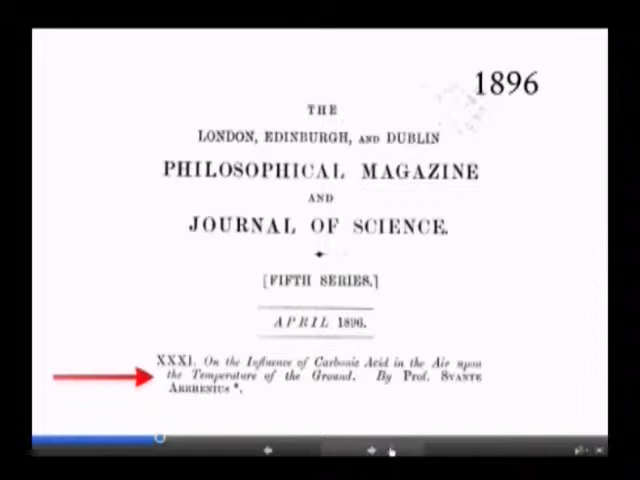 1896
THE
LONDON, EDINBURGH, AND DUBLIN
PHILOSOPHICAL MAGAZINE
AND
JOURNAL OF SCIENCE.
[FIFTH SERIES.]
APRIL 1896.
XXXI. On the Influence of Carbonic Acid in the Air upon
the Temperature of the Ground. By Prof. SVANTE
ARRHENIUS *.